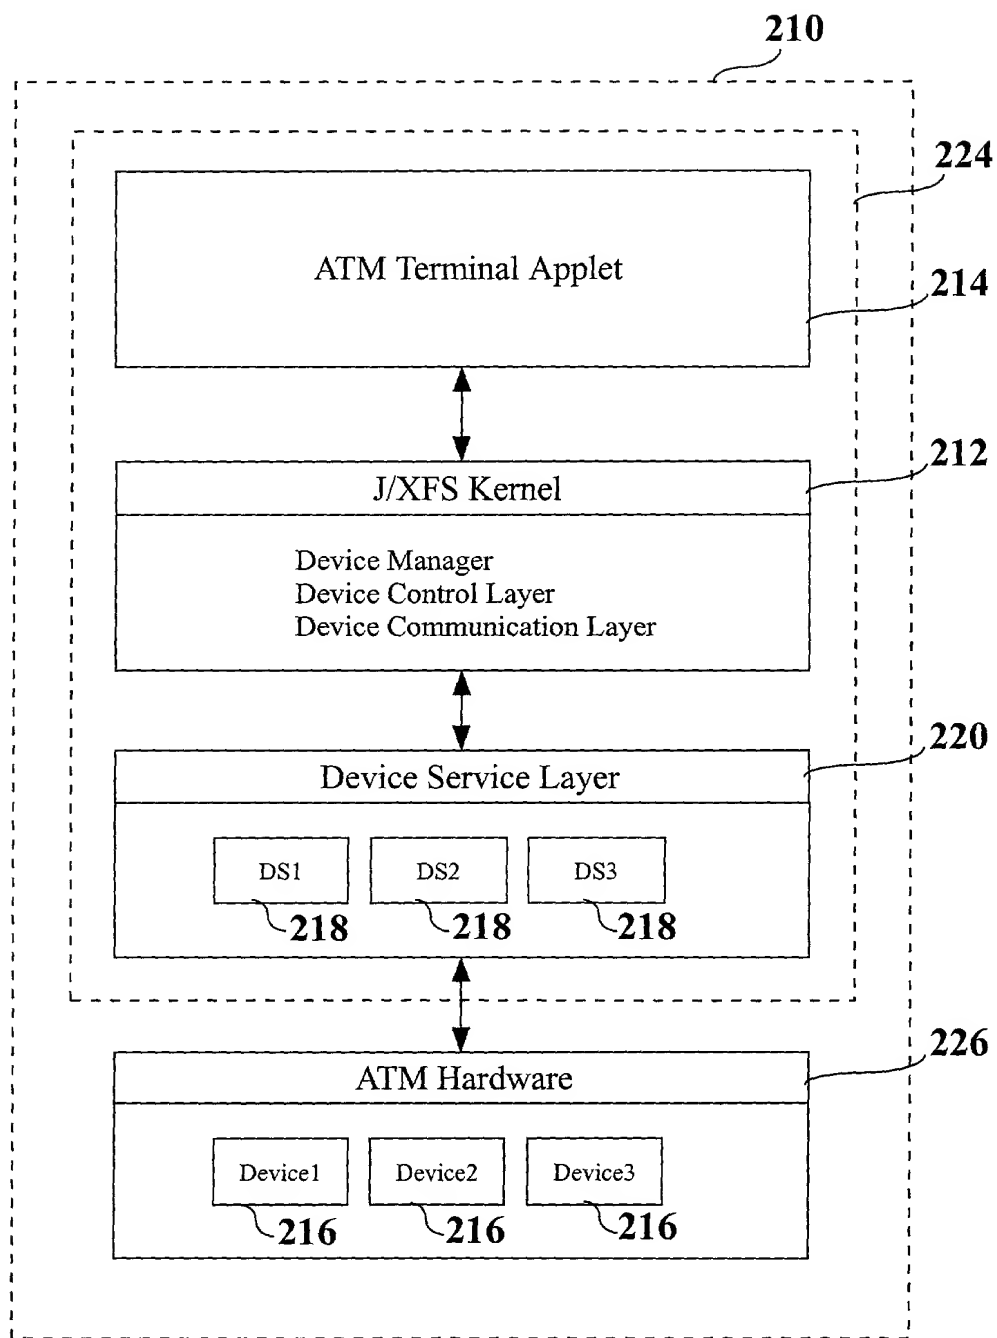 210
224
ATM Terminal Applet
214
212
J/XFS Kernel
Device Manager
Device Control Layer
Device Communication Layer
220
Device Service Layer
DS1 DS2 DS3
218 218 218
226
ATM Hardware
Device1 Device2 Device3
216 216 216